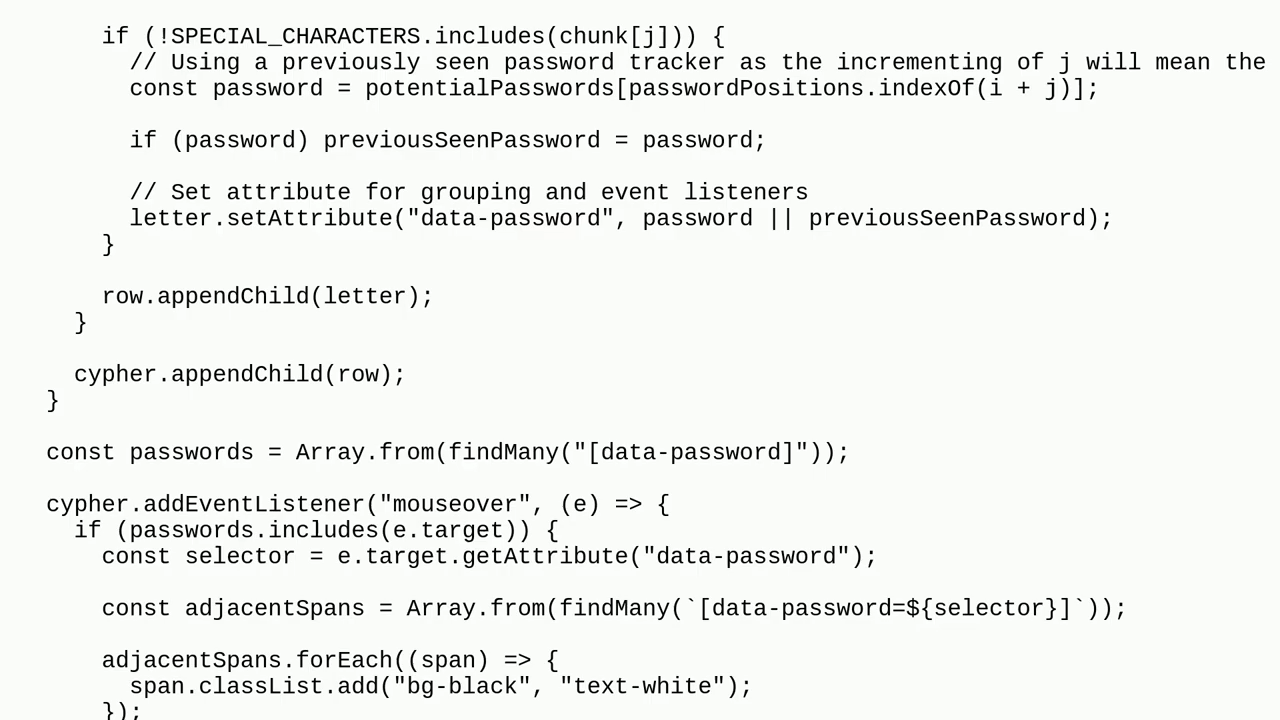 if (!SPECIAL_CHARACTERS.includes(chunk[j])) {
// Using a previously seen password tracker as the incrementing of j will mean the
const password = potentialPasswords[passwordPositions.indexOf(i + j)];
if (password) previousSeenPassword = password;
// Set attribute for grouping and event listeners
letter.setAttribute("data-password", password || previousSeenPassword);
}
row.appendChild(letter);
}
cypher.appendChild(row);
}
const passwords = Array.from(findMany("[data-password]"));
cypher.addEventListener("mouseover", (e) => {
if (passwords.includes(e.target)) {
const selector = e.target.getAttribute("data-password");
const adjacentSpans = Array.from(findMany(`[data-password=${selector}]`));
adjacentSpans.forEach((span) => {
span.classList.add("bg-black", "text-white");
});